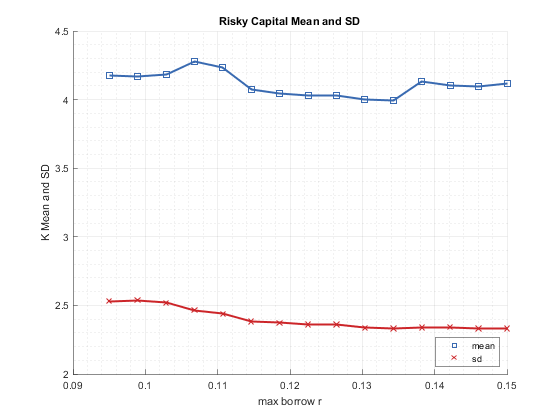 Risky Capital Mean and SD
4.5
4
3.5
3
2.5
2
K Mean and SD
mean
sd
0.09 0.1 0.11 0.12 0.13 0.14 0.15
max borrow r